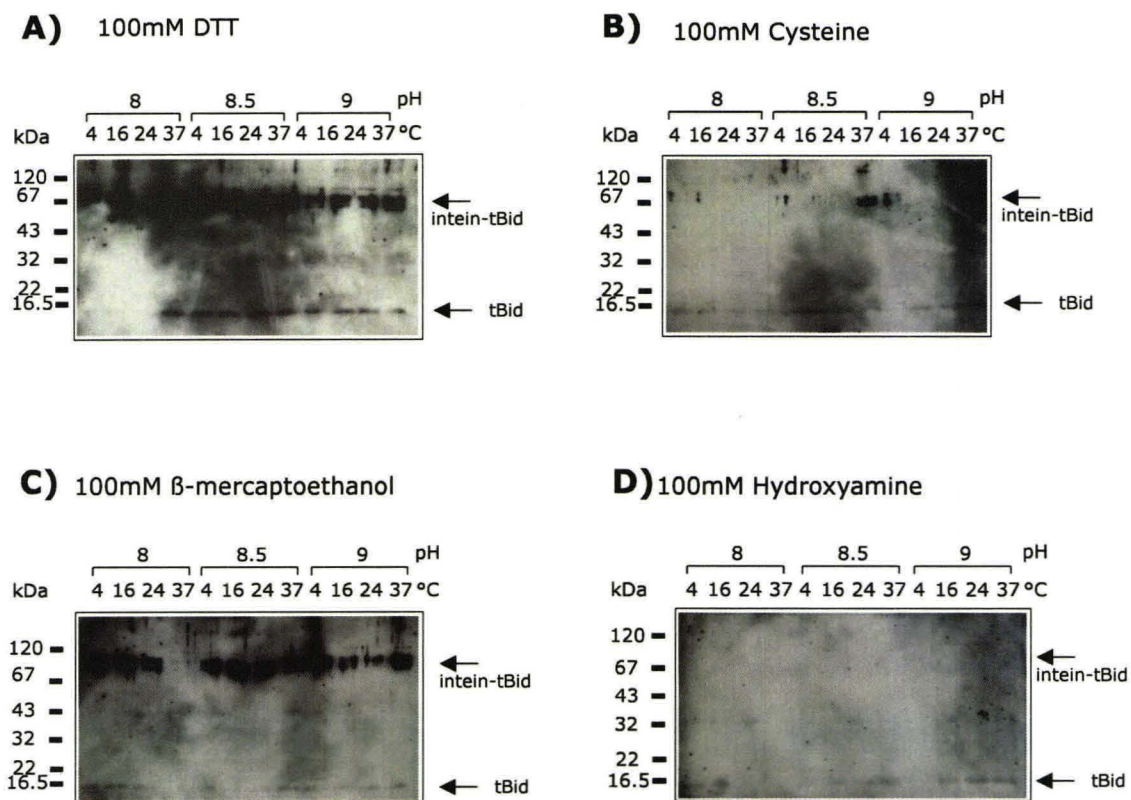 A) 100mM DTT
8 8.5 9 pH
kDa 4 16 24 37 4 16 24 37 4 16 24 37 °C
120
67
intein-tBid
43
32
22
16.5
tBid
B) 100mM Cysteine
8 8.5 9 pH
kDa 4 16 24 37 4 16 24 37 4 16 24 37 °C
120
67
intein-tBid
43
32
22
16.5
tBid
C) 100mM ß-mercaptoethanol
8 8.5 9 pH
kDa 4 16 24 37 4 16 24 37 4 16 24 37 °C
120
67
intein-tBid
43
32
22
16.5
tBid
D) 100mM Hydroxyamine
8 8.5 9 pH
kDa 4 16 24 37 4 16 24 37 4 16 24 37 °C
120
67
intein-tBid
43
32
22
16.5
tBid